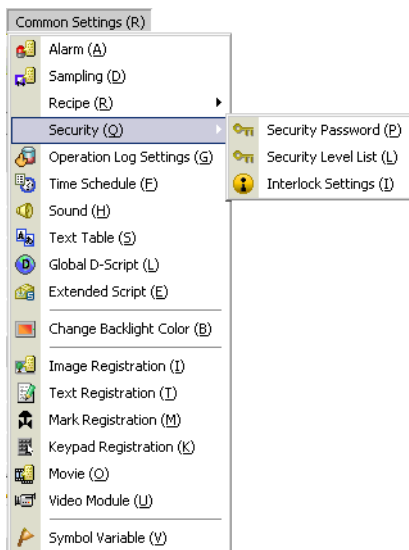 Common Settings (R)
Alarm (A)
Sampling (D)
Recipe (R)
Security (Q)
Security Password (P)
Security Level List (L)
Interlock Settings (I)
Operation Log Settings (G)
Time Schedule (F)
Sound (H)
Text Table (S)
Global D-Script (L)
Extended Script (E)
Change Backlight Color (B)
Image Registration (I)
Text Registration (T)
Mark Registration (M)
Keypad Registration (K)
Movie (O)
Video Module (U)
Symbol Variable (V)